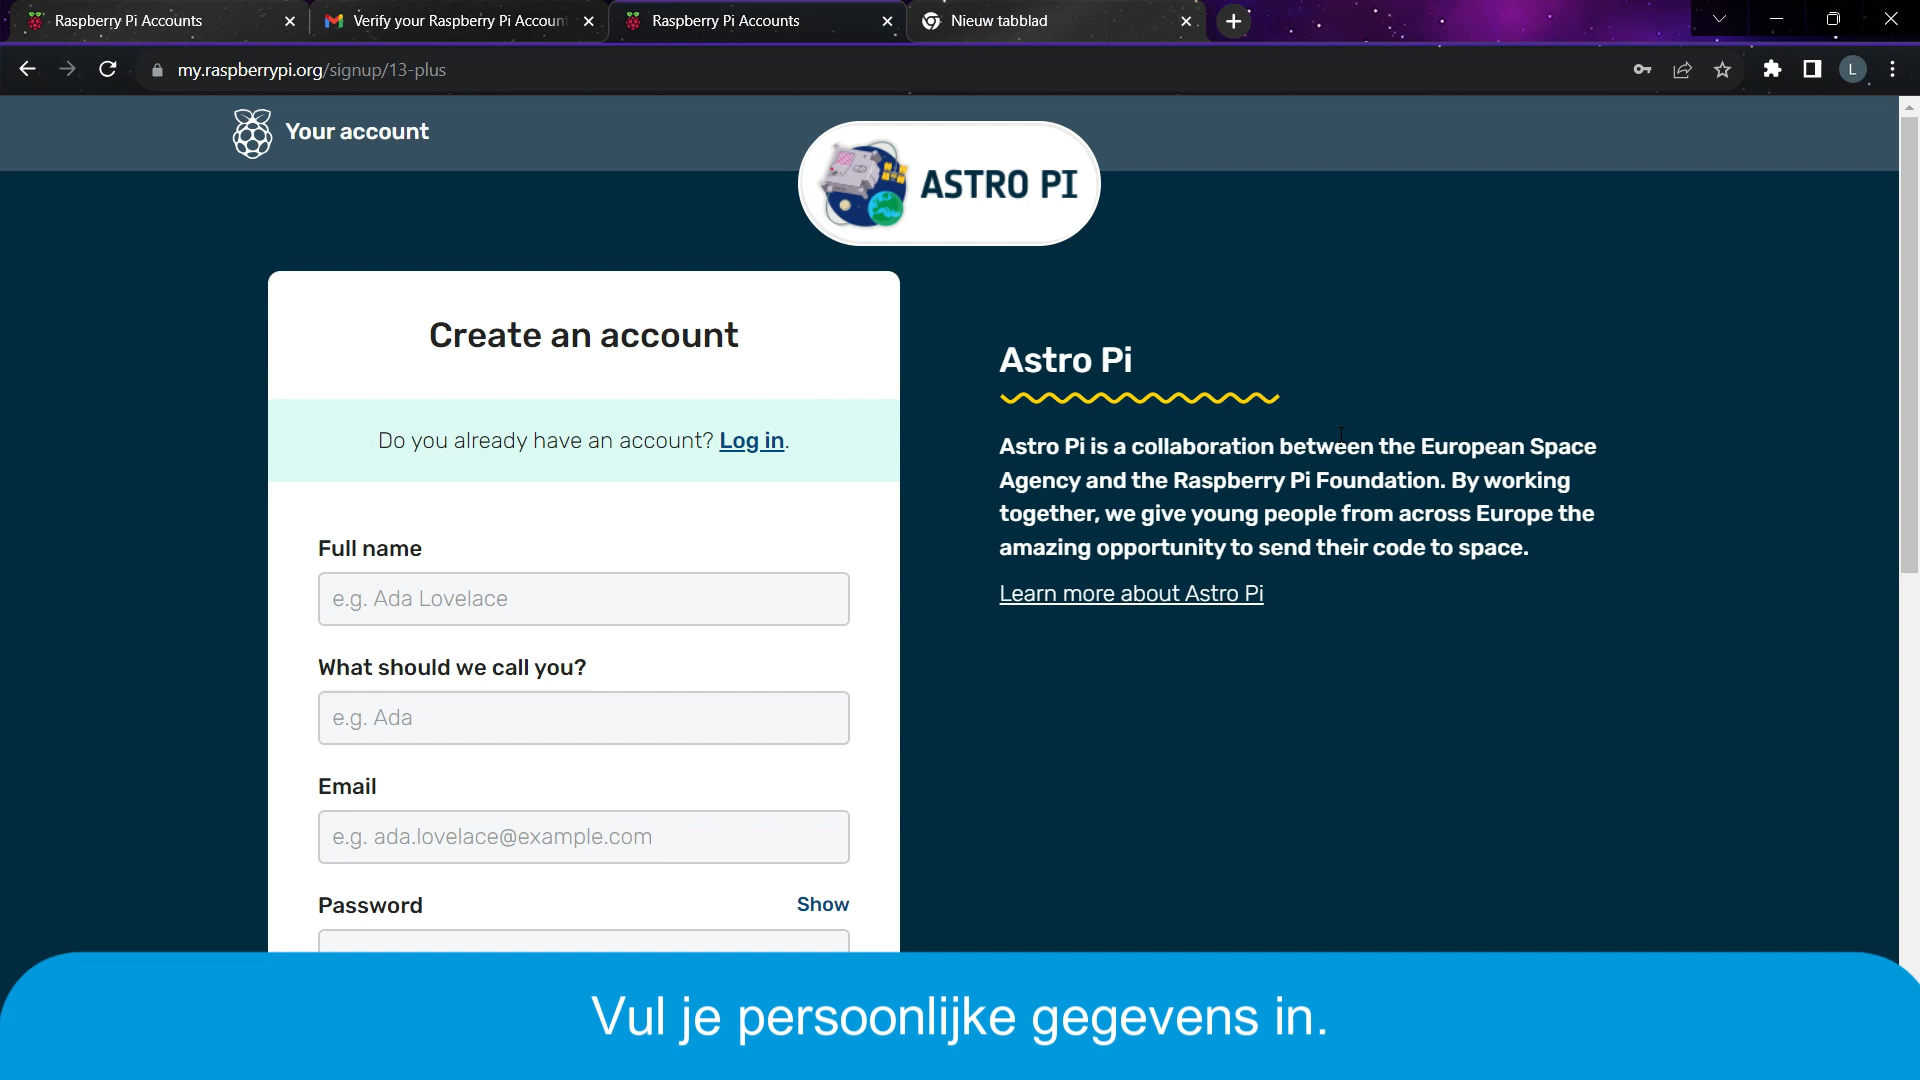 Raspberry Pi Accounts
Verify your Raspberry Pi Accoun
Raspberry Pi Accounts
Nieuw tabblad
my.raspberrypi.org/signup/13-plus
L
Your account
ASTRO PI
Create an account
Do you already have an account? Log in.
Full name
e.g. Ada Lovelace
What should we call you?
e.g. Ada
Email
e.g. ada.lovelace@example.com
Password
Show
Astro Pi
Astro Pi is a collaboration between the European Space
Agency and the Raspberry Pi Foundation. By working
together, we give young people from across Europe the
amazing opportunity to send their code to space.
Learn more about Astro Pi
Vul je persoonlijke gegevens in.